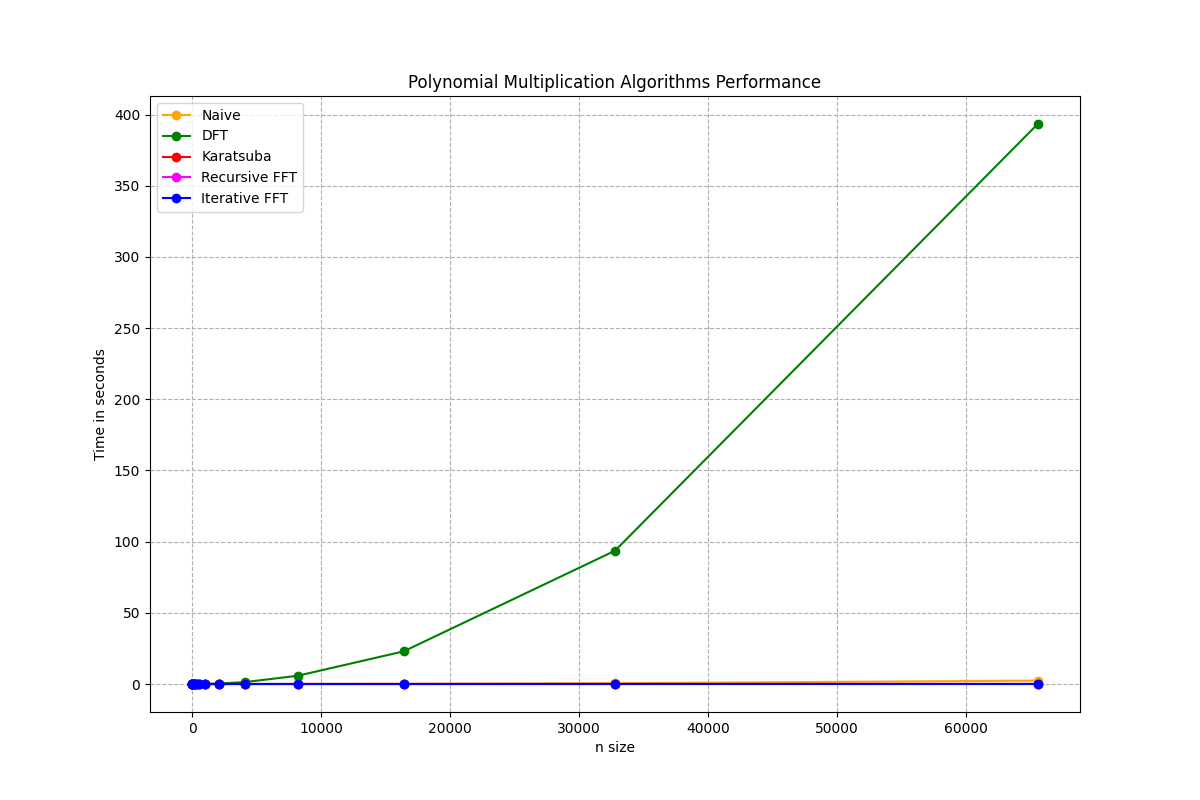 Polynomial Multiplication Algorithms Performance
Naive
DFT
Karatsuba
Recursive FFT
Iterative FFT
400
350
300
250
200
150
100
50
0
Time in seconds
0 10000 20000 30000 40000 50000 60000
n size